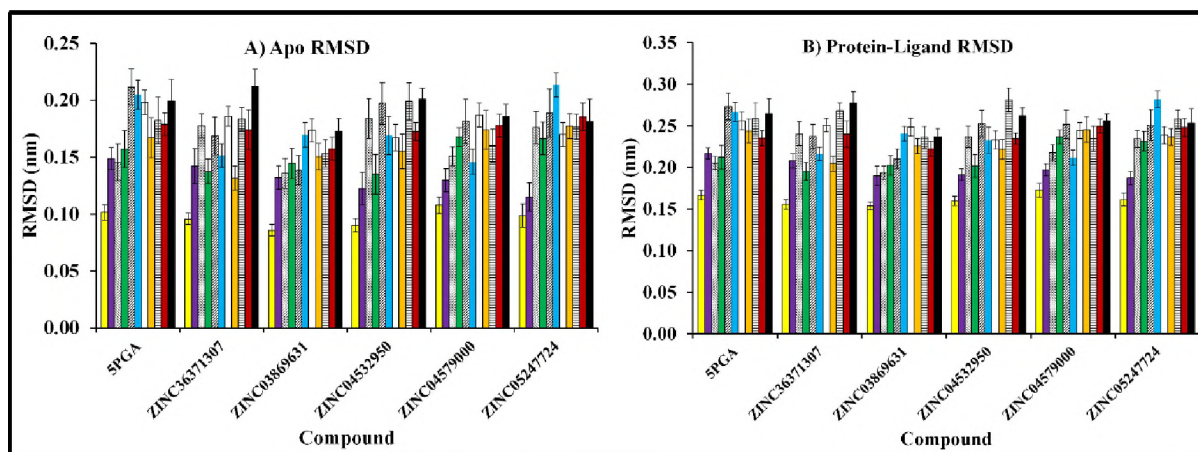 A) Apo RMSD
RMSD (nm)
0.25
0.20
0.15
0.10
0.05
0.00
5PGA
ZINC36371307
ZINC03869631
ZINC04532950
ZINC04579000
ZINC05247724
Compound
B) Protein-Ligand RMSD
RMSD (nm)
0.35
0.30
0.25
0.20
0.15
0.10
0.05
0.00
5PGA
ZINC36371307
ZINC03869631
ZINC04532950
ZINC04579000
ZINC05247724
Compound